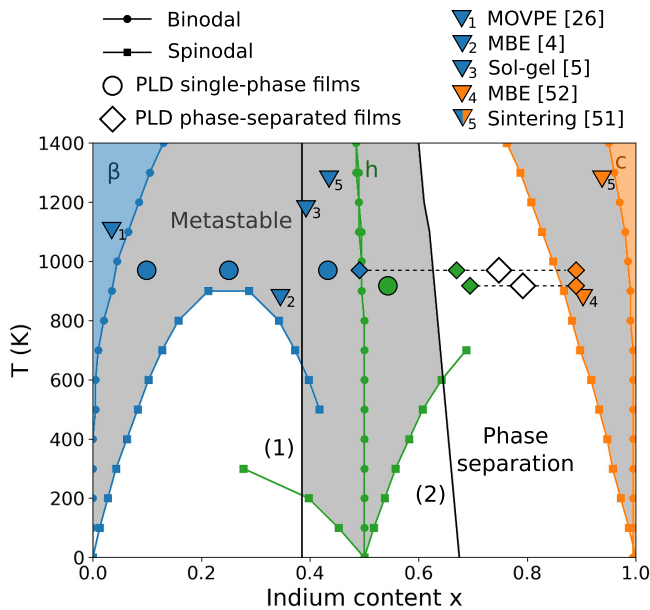 Binodal
Spinodal
PLD single-phase films
PLD phase-separated films
1 MOVPE [26]
2 MBE [4]
3 Sol-gel [5]
4 MBE [52]
5 Sintering [51]
1400
1200
1000
800
600
400
200
0
T (K)
β
h
c
1
5
5
3
Metastable
2
4
(1)
(2)
Phase
separation
0.0
0.2
0.4
0.6
0.8
1.0
Indium content x